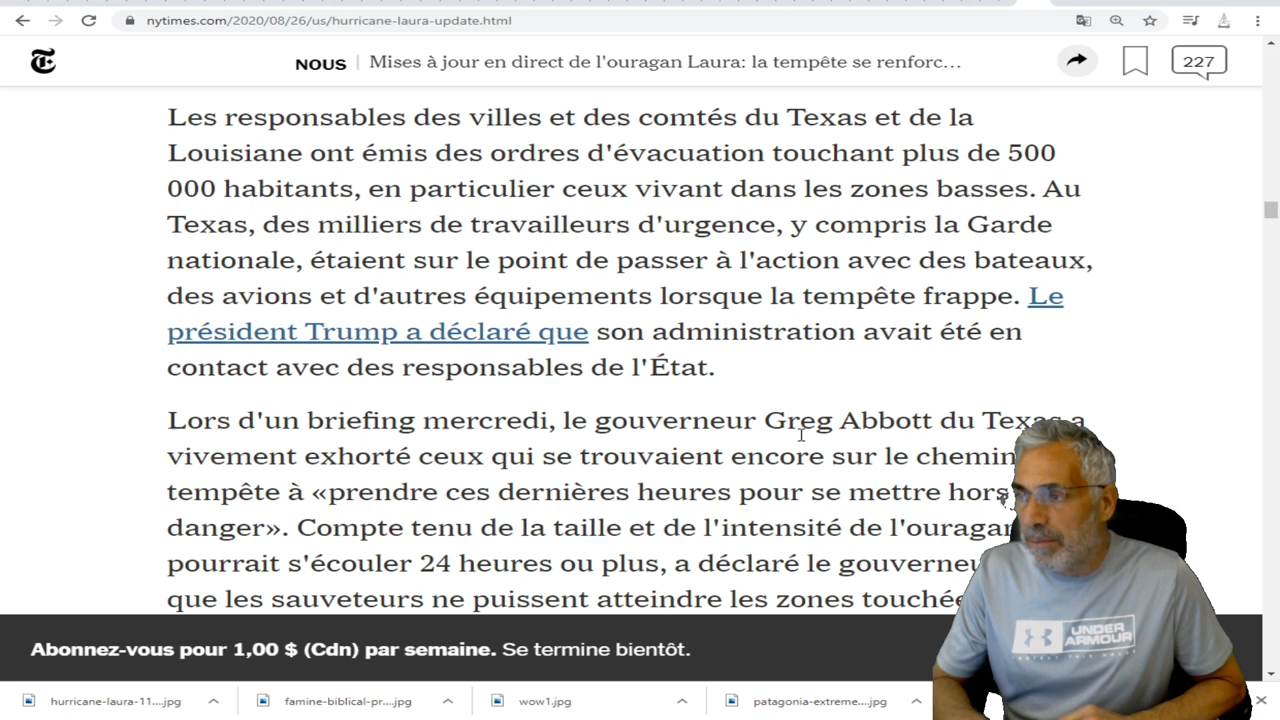 nytimes.com/2020/08/26/us/hurricane-laura-update.html
NOUS | Mises à jour en direct de l'ouragan Laura: la tempête se renforc… 227
Les responsables des villes et des comtés du Texas et de la
Louisiane ont émis des ordres d'évacuation touchant plus de 500
000 habitants, en particulier ceux vivant dans les zones basses. Au
Texas, des milliers de travailleurs d'urgence, y compris la Garde
nationale, étaient sur le point de passer à l'action avec des bateaux,
des avions et d'autres équipements lorsque la tempête frappe. Le
président Trump a déclaré que son administration avait été en
contact avec des responsables de l'État.
Lors d'un briefing mercredi, le gouverneur Greg Abbott du Texas a
vivement exhorté ceux qui se trouvaient encore sur le chemin
tempête à «prendre ces dernières heures pour se mettre hors
danger». Compte tenu de la taille et de l'intensité de l'ouragan
pourrait s'écouler 24 heures ou plus, a déclaré le gouverneu
que les sauveteurs ne puissent atteindre les zones touchée
UNDER
ARMOUR
Abonnez-vous pour 1,00 $ (Cdn) par semaine. Se termine bientôt.
hurricane-laura-11....jpg famine-biblical-pr....jpg wow1.jpg patagonia-extreme....jpg